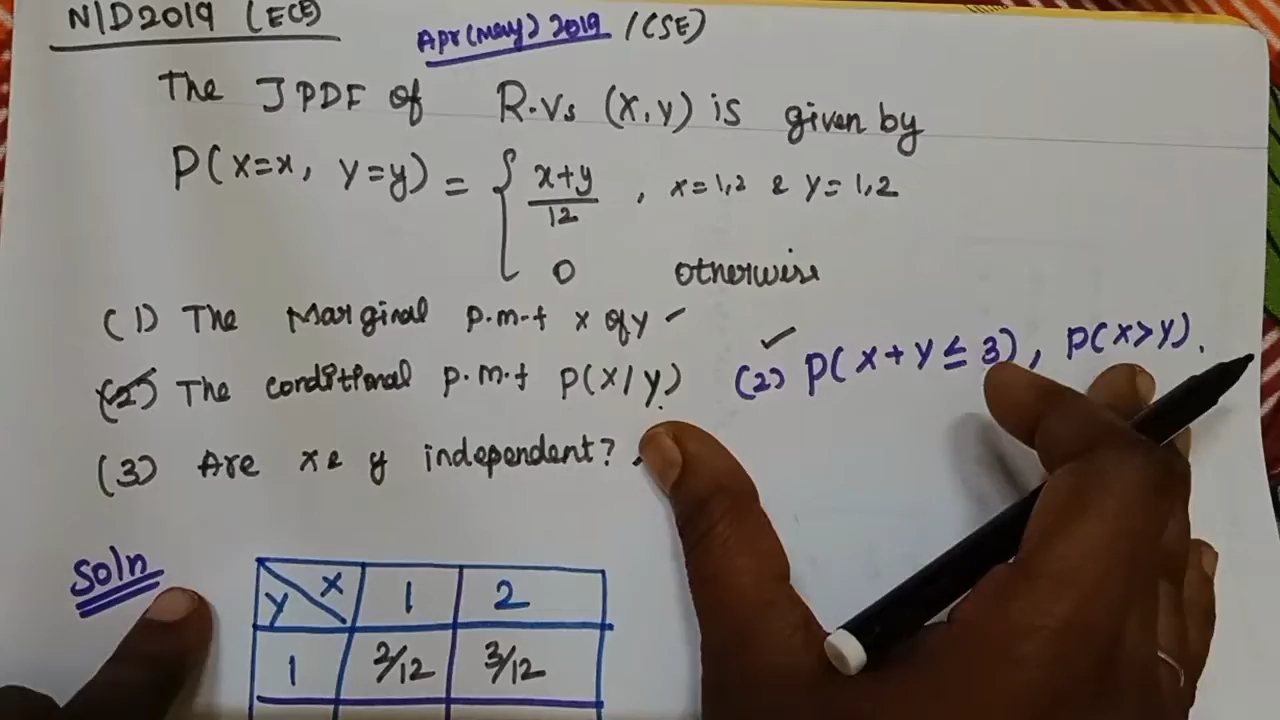 N/D2019 (ECE)
Apr(May) 2019 / (CSE)
The JPDF of R.Vs (X,Y) is given by
P(X=x, Y=y) = { x+y/12 , x=1,2 & y=1,2
0 otherwise
(1) The Marginal p.m.f X of Y
(2) The conditional p.m.f P(X/Y)
(2) P(X+Y≤3), P(X>Y).
(3) Are X & Y independent?
Soln
Y X 1 2
1 2/12 3/12